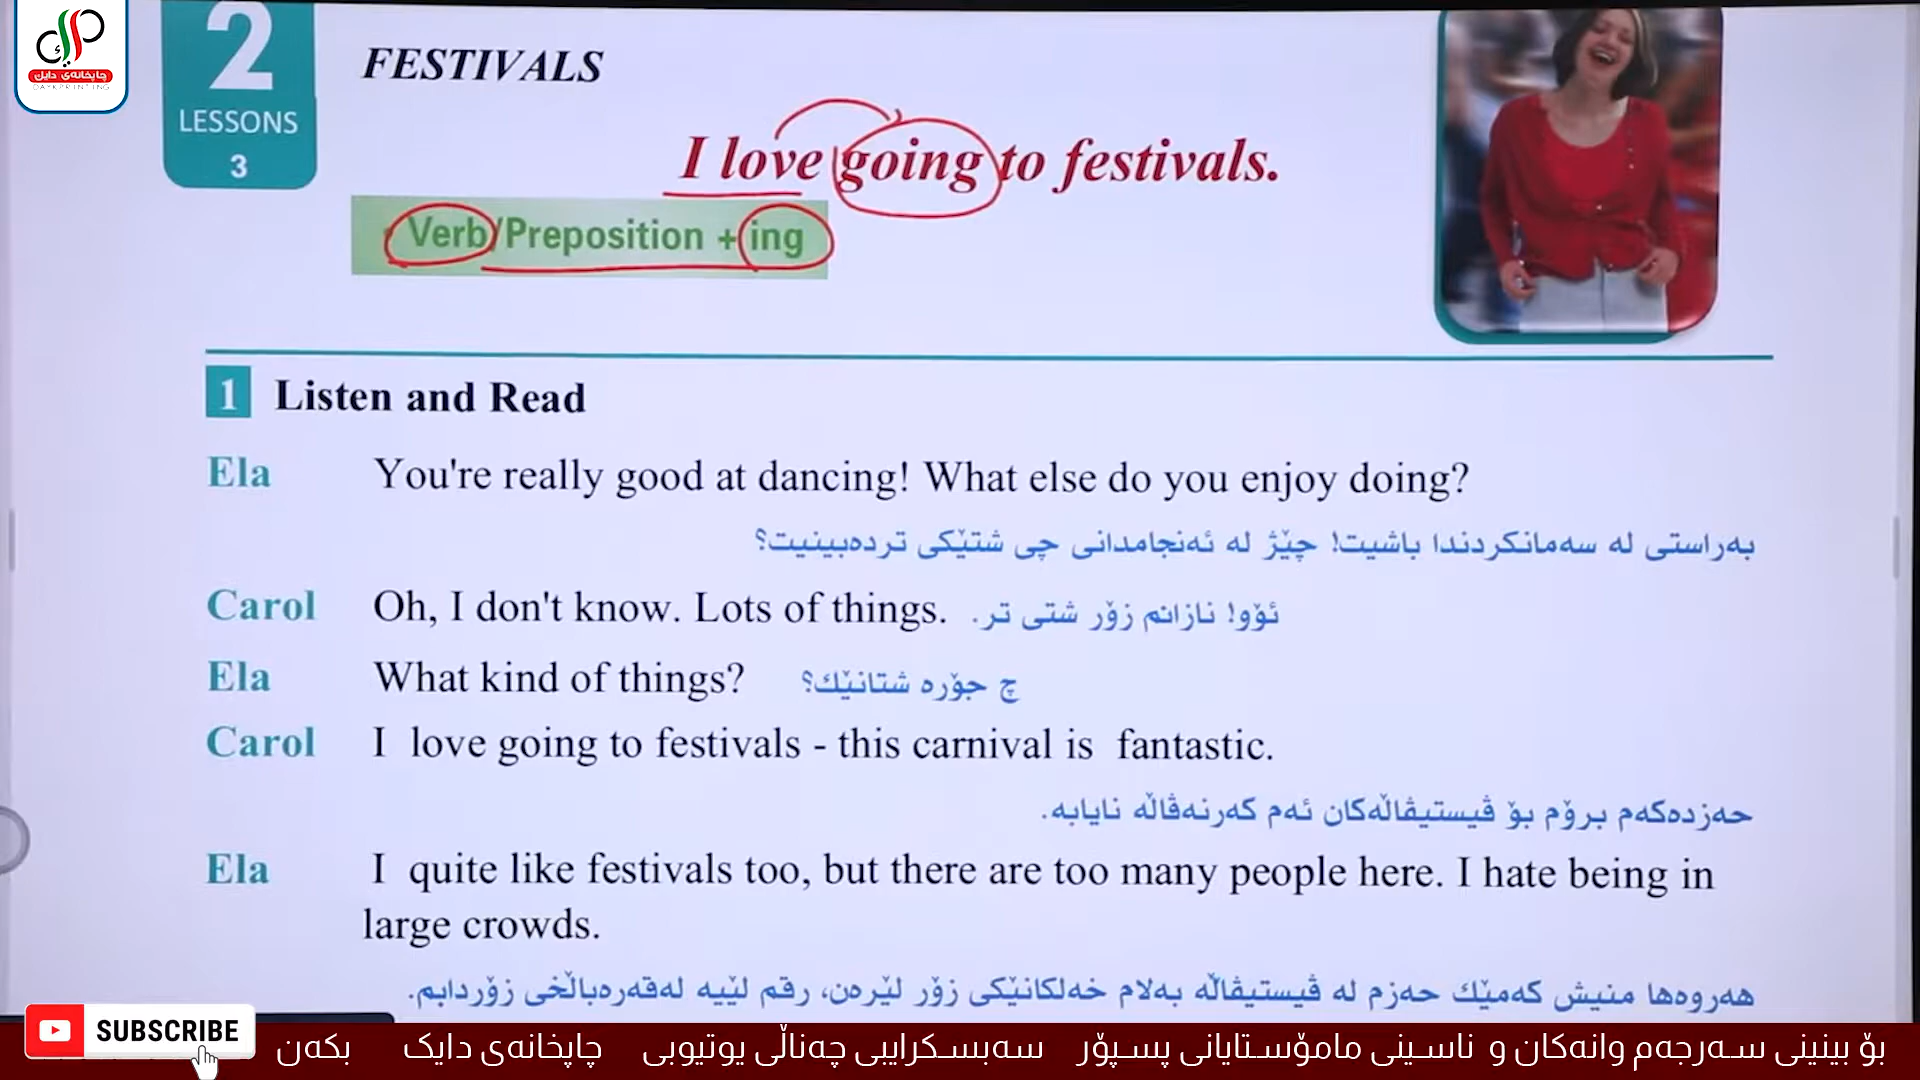 چاپخانەی دایک
DAYKPRINTING
2
LESSONS
3
FESTIVALS
I love going to festivals.
Verb/Preposition + ing
1 Listen and Read
Ela You're really good at dancing! What else do you enjoy doing?
بەراستی لە سەمانکردندا باشیت! چێژ لە ئەنجامدانی چی شتێکی تردەبینیت؟
Carol Oh, I don't know. Lots of things. ئۆو! نازانم زۆر شتی تر.
Ela What kind of things? چ جۆرە شتانێك؟
Carol I love going to festivals - this carnival is fantastic.
حەزدەکەم برۆم بۆ ڤیستیڤاڵەکان ئەم کەرنەڤاڵە نایابە.
Ela I quite like festivals too, but there are too many people here. I hate being in
large crowds.
هەروەها منیش کەمێك حەزم لە ڤیستیڤاڵە بەلام خەلکانێکی زۆر لێرەن، رقم لێیە لەقەرەباڵخی زۆردابم.
SUBSCRIBE
بۆ بینینی سەرجەم وانەکان و ناسینی مامۆستایانی پسپۆر سەبسکرایبی چەناڵی یوتیوبی چاپخانەی دایک بکەن